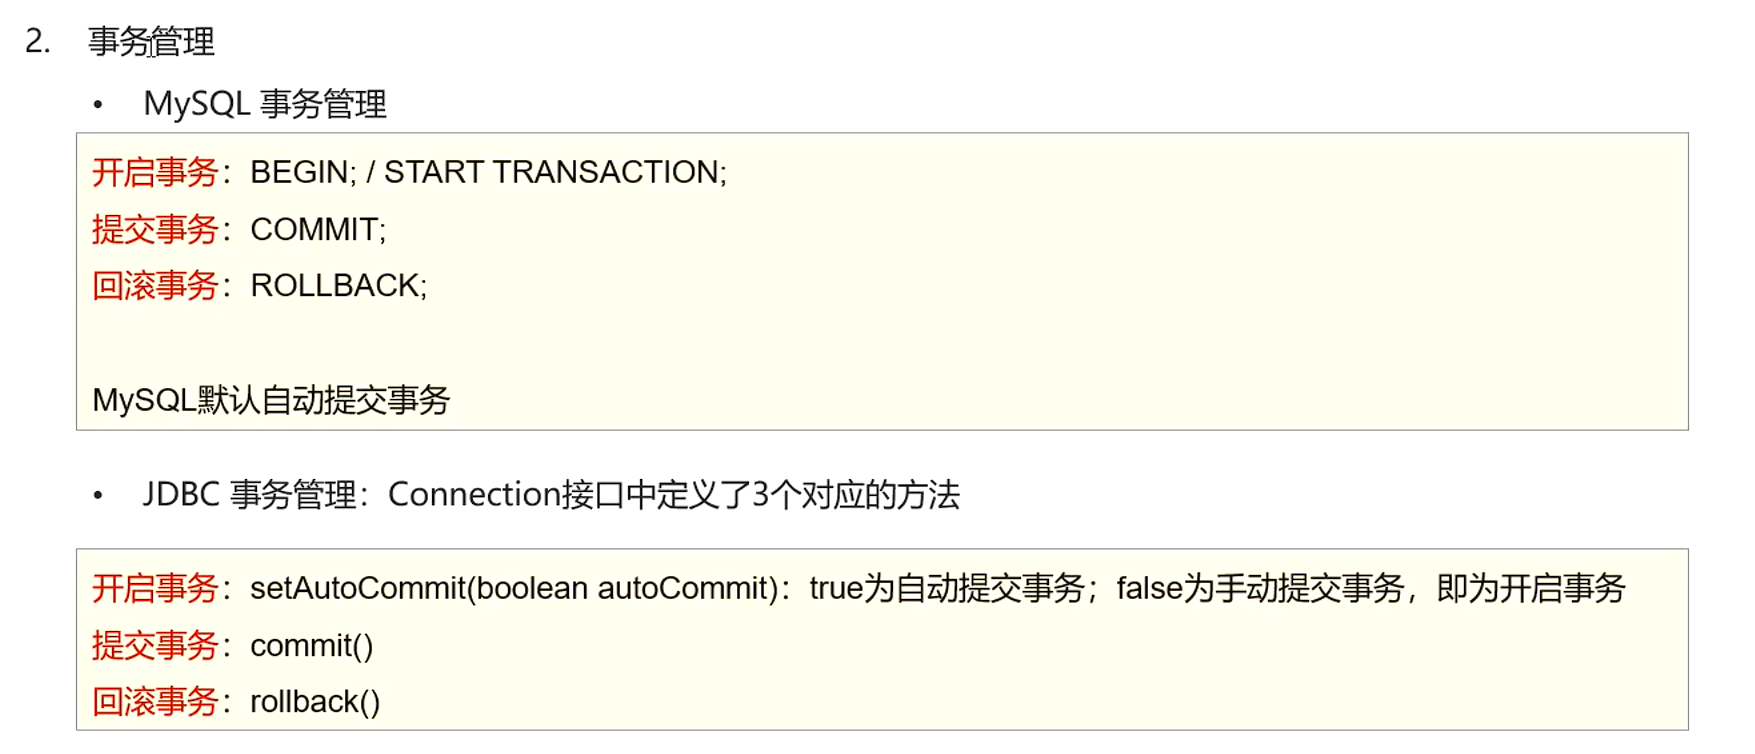 2. 事务管理
• MySQL 事务管理
开启事务：BEGIN; / START TRANSACTION;
提交事务：COMMIT;
回滚事务：ROLLBACK;
MySQL默认自动提交事务
• JDBC 事务管理：Connection接口中定义了3个对应的方法
开启事务：setAutoCommit(boolean autoCommit)：true为自动提交事务；false为手动提交事务，即为开启事务
提交事务：commit()
回滚事务：rollback()